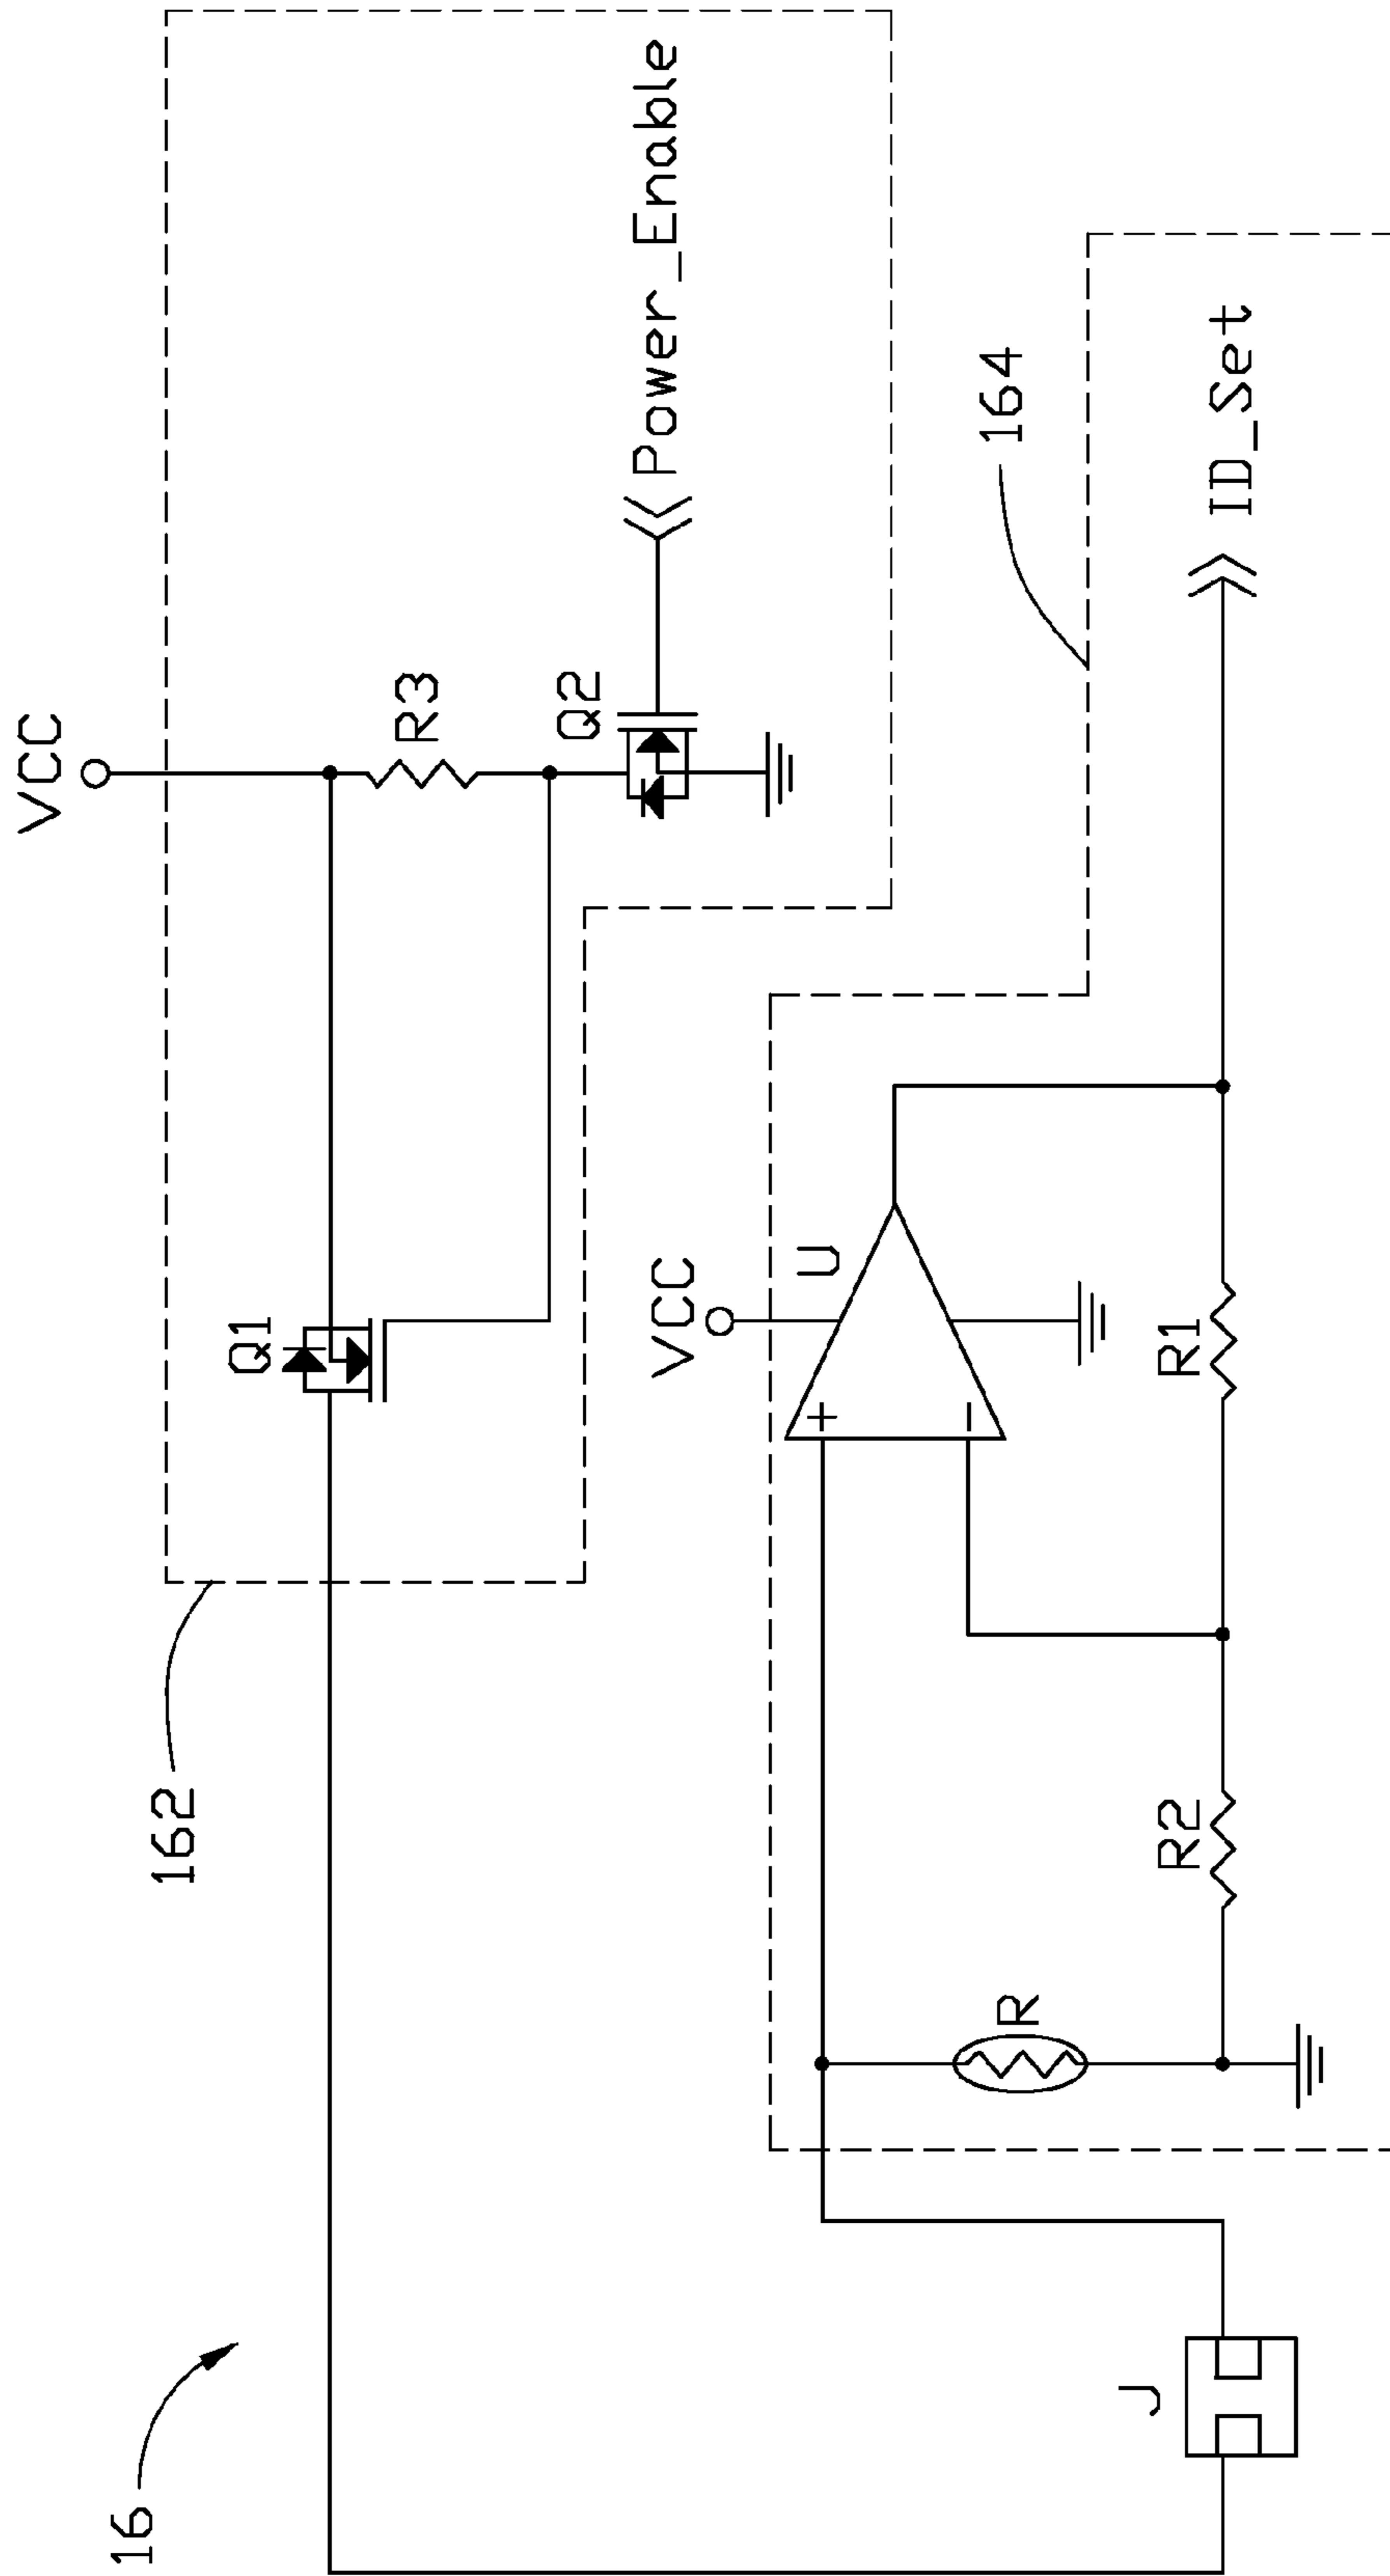 16
162
VCC
Q1
R3
Q2
Power_Enable
VCC
U
+
-
164
R
R2
R1
ID_Set
J